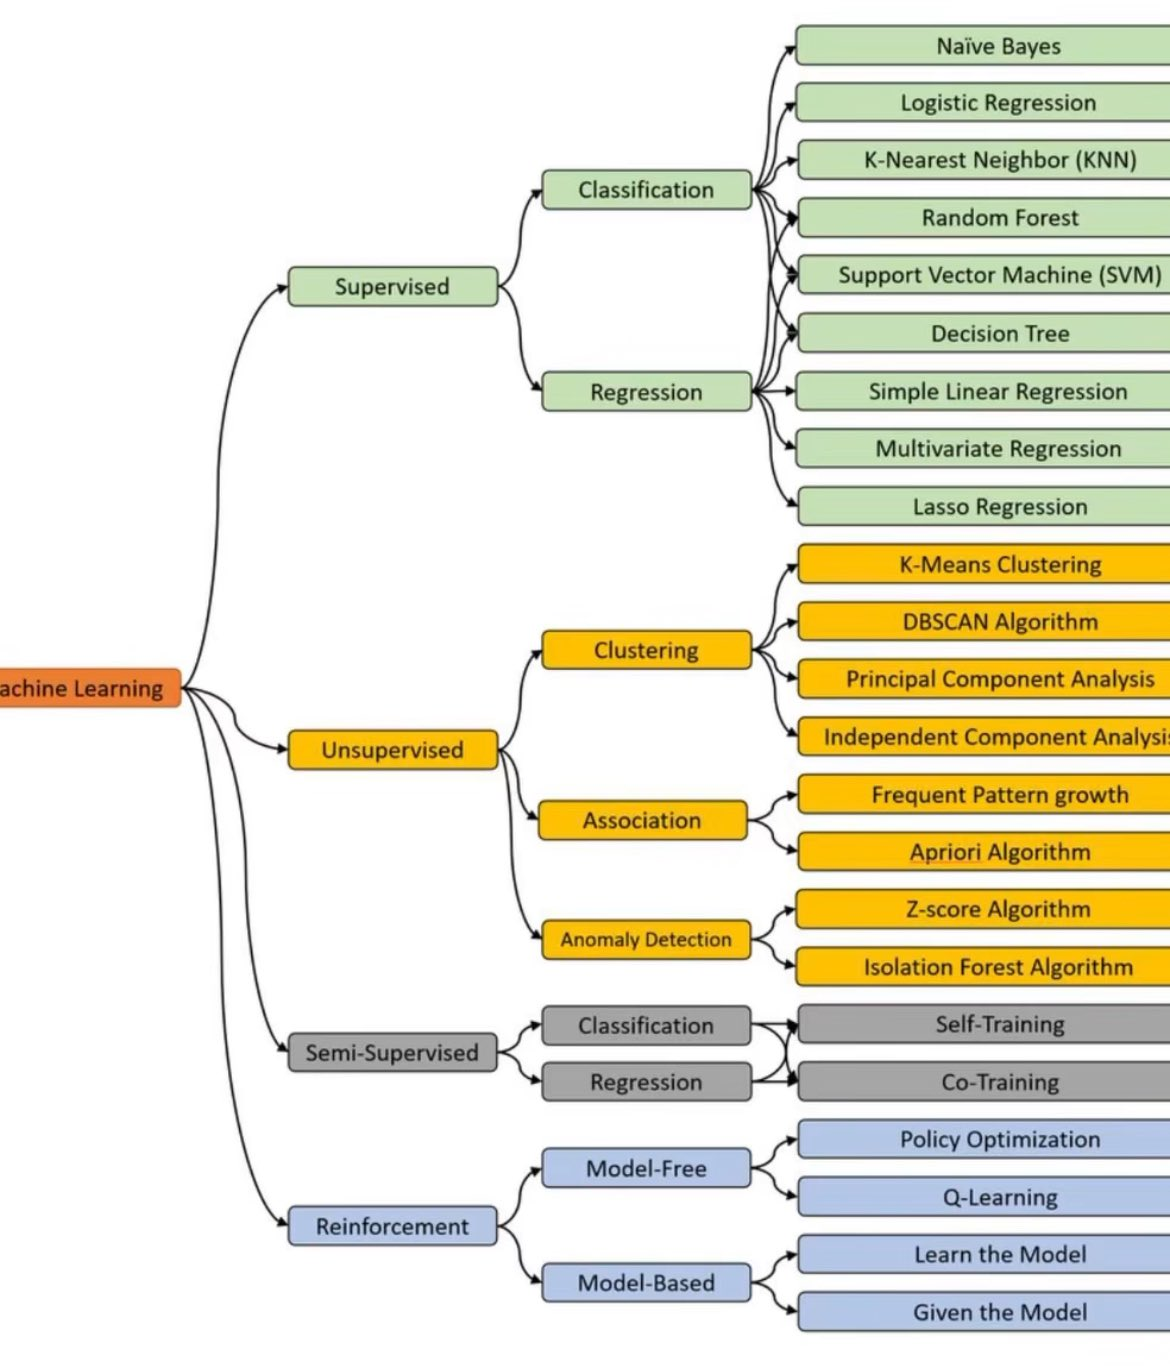 Naïve Bayes
Logistic Regression
K-Nearest Neighbor (KNN)
Classification
Random Forest
Support Vector Machine (SVM)
Supervised
Decision Tree
Regression
Simple Linear Regression
Multivariate Regression
Lasso Regression
K-Means Clustering
DBSCAN Algorithm
Clustering
Principal Component Analysis
achine Learning
Independent Component Analysis
Unsupervised
Frequent Pattern growth
Association
Apriori Algorithm
Z-score Algorithm
Anomaly Detection
Isolation Forest Algorithm
Classification
Self-Training
Semi-Supervised
Regression
Co-Training
Policy Optimization
Model-Free
Q-Learning
Reinforcement
Learn the Model
Model-Based
Given the Model